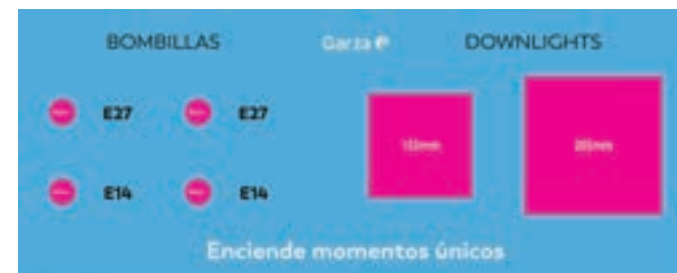 BOMBILLAS
Garza
DOWNLIGHTS
E27
E27
E14
E14
Enciende momentos únicos